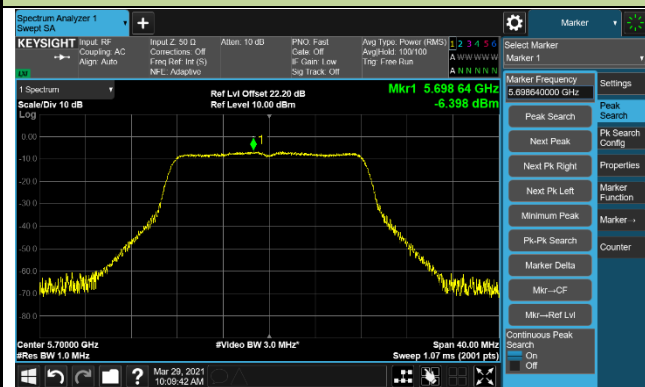 Spectrum Analyzer 1
Swept SA
+
Marker
KEYSIGHT
Input: RF
Coupling: AC
Align: Auto
Input Z: 50 Ω
Corrections: Off
Freq Ref: Int (S)
NFE: Adaptive
Atten: 10 dB
PNO: Fast
Gate: Off
IF Gain: Low
Sig Track: Off
Avg Type: Power (RMS)
Avg|Hold: 100/100
Trig: Free Run
1 2 3 4 5 6
A W W W W W
A N N N N N
LXI
Select Marker
Marker 1
1 Spectrum
Scale/Div 10 dB
Log
Ref Lvl Offset 22.20 dB
Ref Level 10.00 dBm
Mkr1 5.698 64 GHz
-6.398 dBm
1
0.00
-10.0
-20.0
-30.0
-40.0
-50.0
-60.0
-70.0
-80.0
Center 5.70000 GHz
#Res BW 1.0 MHz
#Video BW 3.0 MHz*
Span 40.00 MHz
Sweep 1.07 ms (2001 pts)
Marker Frequency
5.698640000 GHz
Peak Search
Next Peak
Next Pk Right
Next Pk Left
Minimum Peak
Pk-Pk Search
Marker Delta
Mkr→CF
Mkr→Ref Lvl
Continuous Peak
Search
On
Off
Settings
Peak
Search
Pk Search
Config
Properties
Marker
Function
Marker→
Counter
?
Mar 29, 2021
10:09:42 AM